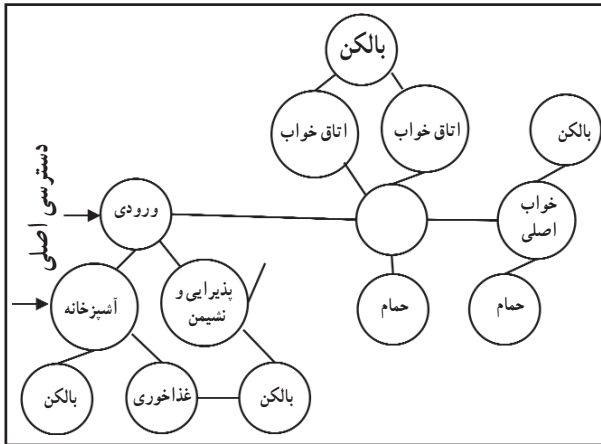 بالکن
اتاق خواب
اتاق خواب
بالکن
دسترسی اصلی
ورودی
خواب
اصلی
آشپزخانه
پذیرایی و
نشیمن
حمام
حمام
بالکن
غذاخوری
بالکن